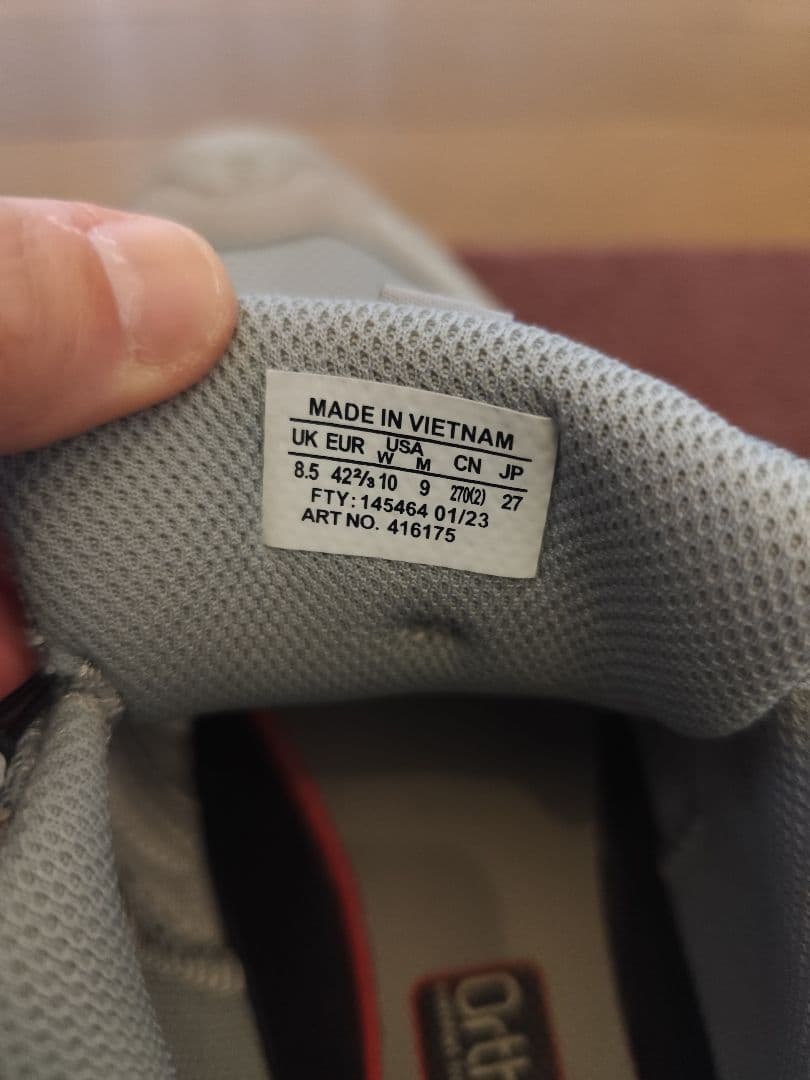 MADE IN VIETNAM
UK EUR USA CN JP
W M
8.5 42⅔ 10 9 270(2) 27
FTY: 145464 01/23
ART NO. 416175
Orth